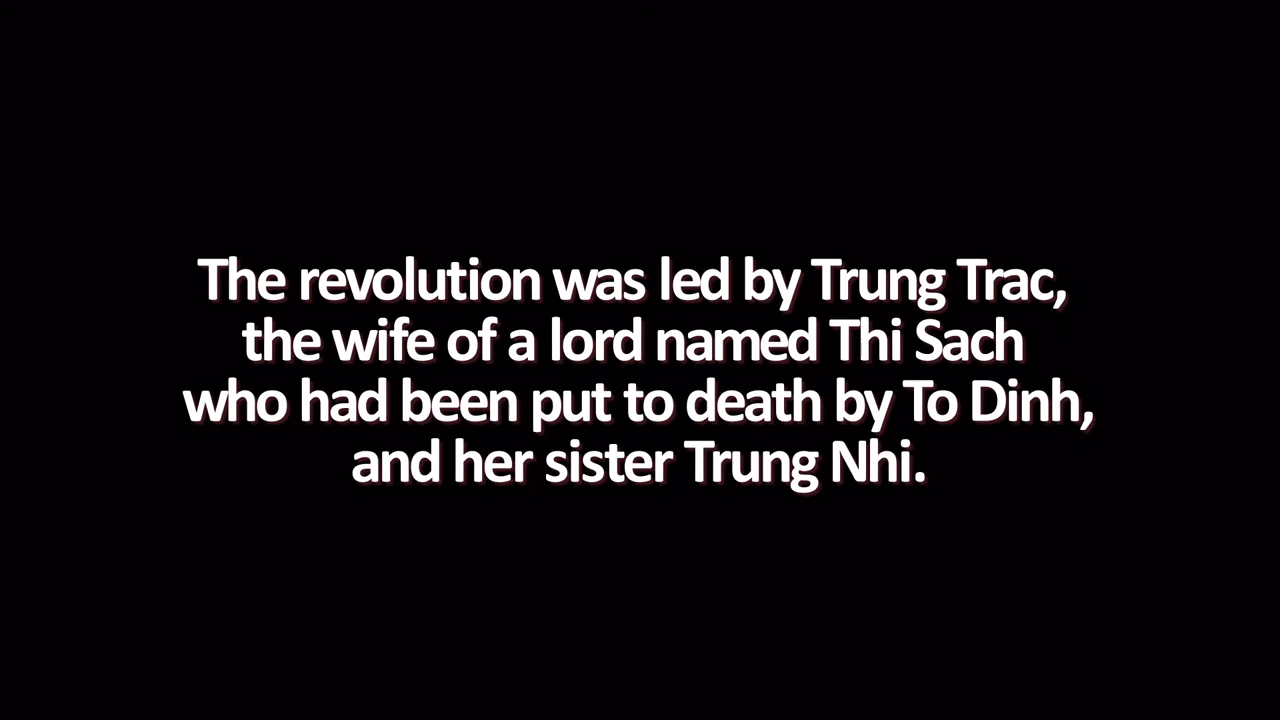 The revolution was led by Trung Trac,
the wife of a lord named Thi Sach
who had been put to death by To Dinh,
and her sister Trung Nhi.